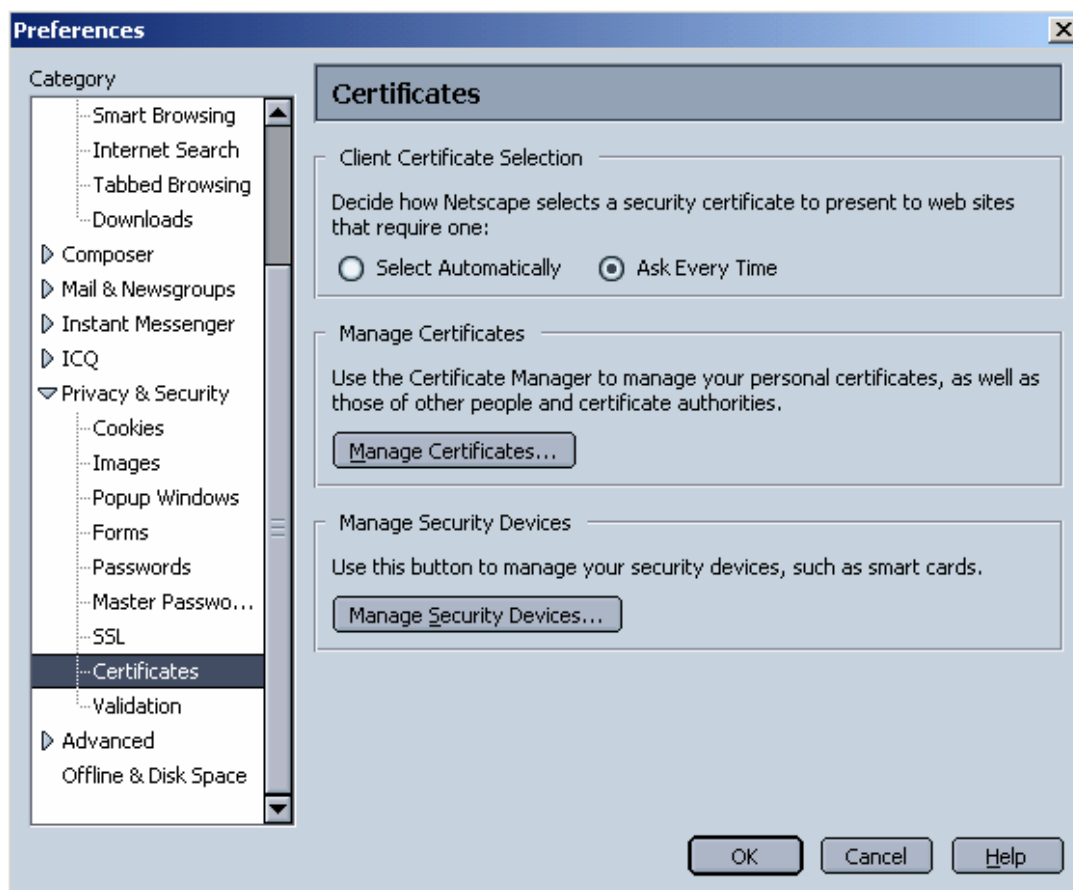 Preferences
Category
Smart Browsing
Internet Search
Tabbed Browsing
Downloads
Composer
Mail & Newsgroups
Instant Messenger
ICQ
Privacy & Security
Cookies
Images
Popup Windows
Forms
Passwords
Master Passwo...
SSL
Certificates
Validation
Advanced
Offline & Disk Space
Certificates
Client Certificate Selection
Decide how Netscape selects a security certificate to present to web sites
that require one:
Select Automatically Ask Every Time
Manage Certificates
Use the Certificate Manager to manage your personal certificates, as well as
those of other people and certificate authorities.
Manage Certificates...
Manage Security Devices
Use this button to manage your security devices, such as smart cards.
Manage Security Devices...
OK Cancel Help